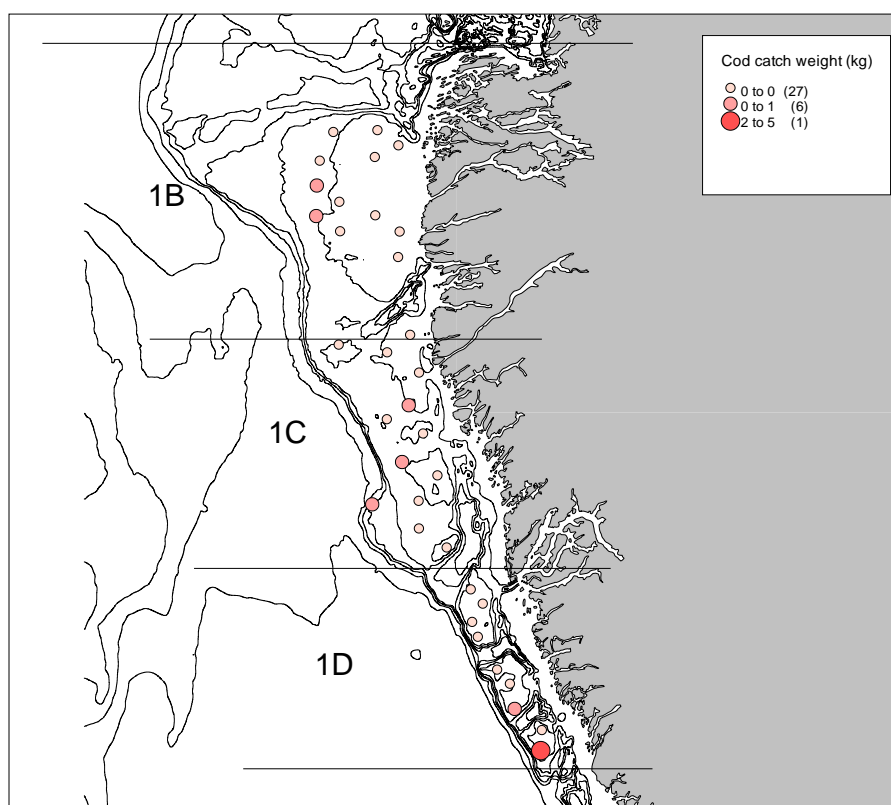 Cod catch weight (kg)
0 to 0 (27)
0 to 1 (6)
2 to 5 (1)
1B
1C
1D